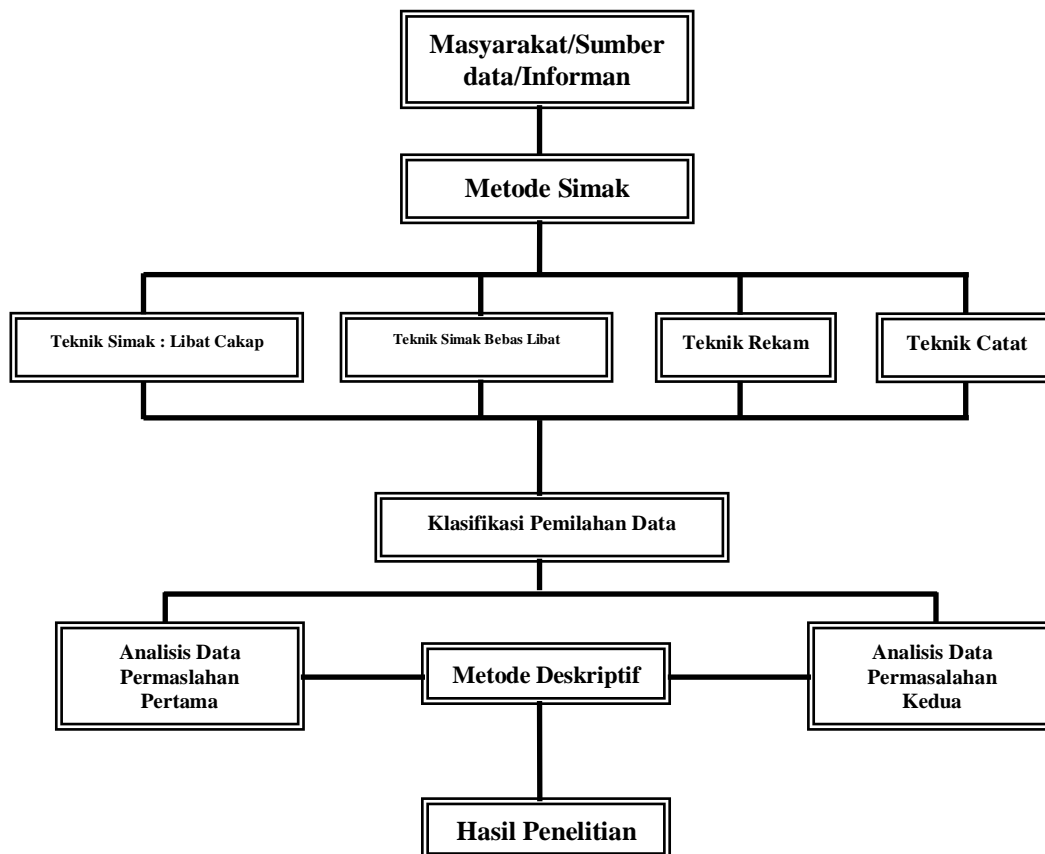 Masyarakat/Sumber
data/Informan
Metode Simak
Teknik Simak : Libat Cakap
Teknik Simak Bebas Libat
Teknik Rekam
Teknik Catat
Klasifikasi Pemilahan Data
Analisis Data
Permaslahan
Pertama
Metode Deskriptif
Analisis Data
Permasalahan
Kedua
Hasil Penelitian